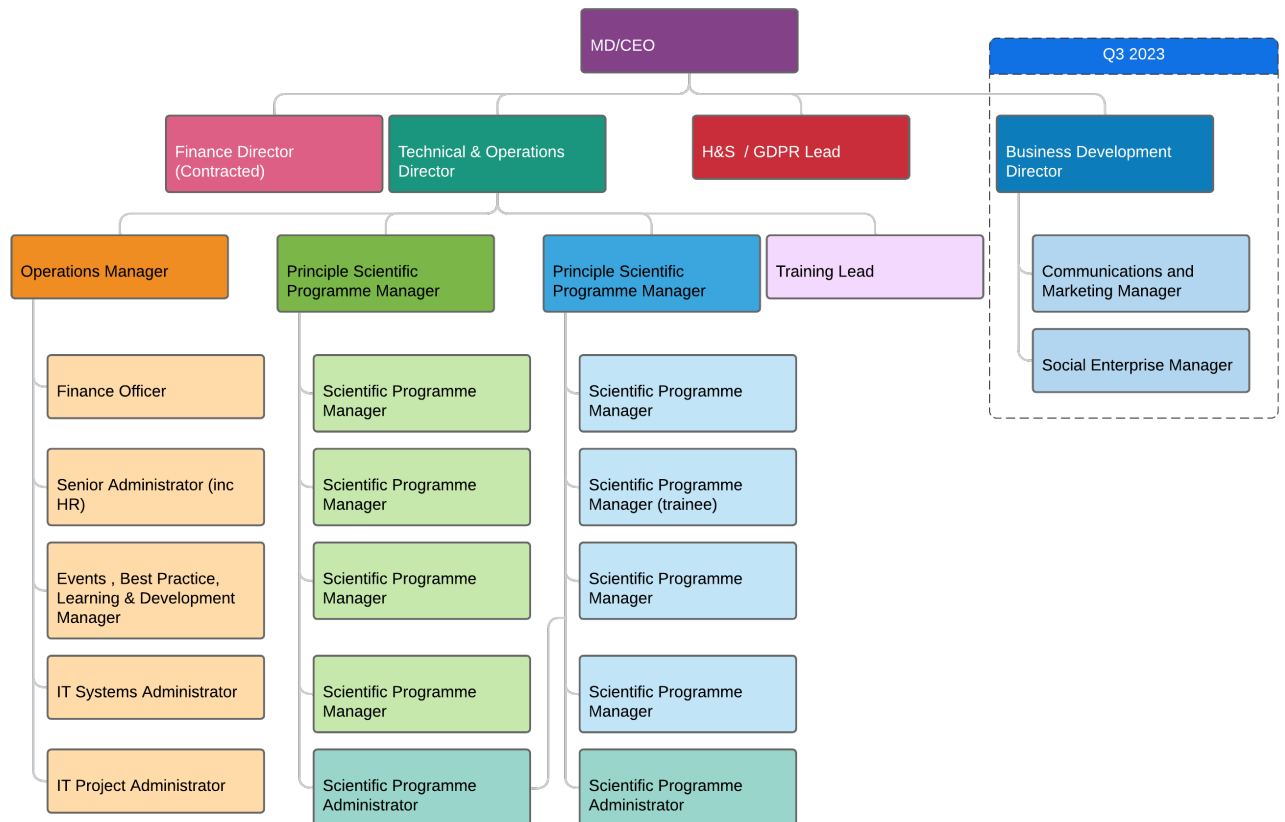 MD/CEO
Q3 2023
Finance Director
(Contracted)
Technical & Operations
Director
H&S  / GDPR Lead
Business Development
Director
Operations Manager
Principle Scientific
Programme Manager
Principle Scientific
Programme Manager
Training Lead
Communications and
Marketing Manager
Social Enterprise Manager
Finance Officer
Senior Administrator (inc
HR)
Events , Best Practice,
Learning & Development
Manager
IT Systems Administrator
IT Project Administrator
Scientific Programme
Manager
Scientific Programme
Manager
Scientific Programme
Manager
Scientific Programme
Manager
Scientific Programme
Administrator
Scientific Programme
Manager
Scientific Programme
Manager (trainee)
Scientific Programme
Manager
Scientific Programme
Manager
Scientific Programme
Administrator